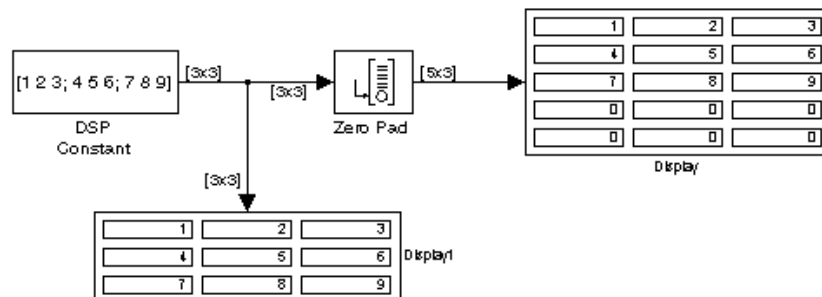 [1 2 3; 4 5 6; 7 8 9]
DSP
Constant
[3x3]
[3x3]
Zero Pad
[5x3]
1 2 3
4 5 6
7 8 9
0 0 0
0 0 0
Display
[3x3]
1 2 3
4 5 6
7 8 9
Display1